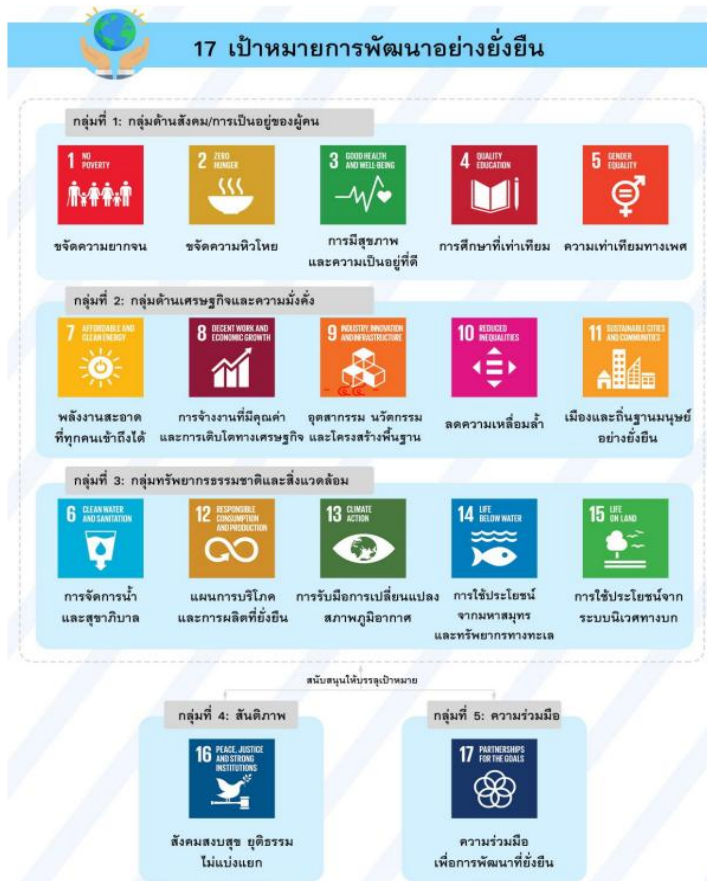 17 เป้าหมายการพัฒนาอย่างยั่งยืน
กลุ่มที่ 1: กลุ่มด้านสังคม/การเป็นอยู่ของผู้คน
1 NO
POVERTY
ขจัดความยากจน
2 ZERO
HUNGER
ขจัดความหิวโหย
3 GOOD HEALTH
AND WELL-BEING
การมีสุขภาพ
และความเป็นอยู่ที่ดี
4 QUALITY
EDUCATION
การศึกษาที่เท่าเทียม
5 GENDER
EQUALITY
ความเท่าเทียมทางเพศ
กลุ่มที่ 2: กลุ่มด้านเศรษฐกิจและความมั่งคั่ง
7 AFFORDABLE AND
CLEAN ENERGY
พลังงานสะอาด
ที่ทุกคนเข้าถึงได้
8 DECENT WORK AND
ECONOMIC GROWTH
การจ้างงานที่มีคุณค่า
และการเติบโตทางเศรษฐกิจ
9 INDUSTRY, INNOVATION
AND INFRASTRUCTURE
อุตสากรรม นวัตกรรม
และโครงสร้างพื้นฐาน
10 REDUCED
INEQUALITIES
ลดความเหลื่อมล้ำ
11 SUSTAINABLE CITIES
AND COMMUNITIES
เมืองและถิ่นฐานมนุษย์
อย่างยั่งยืน
กลุ่มที่ 3: กลุ่มทรัพยากรธรรมชาติและสิ่งแวดล้อม
6 CLEAN WATER
AND SANITATION
การจัดการน้ำ
และสุขาภิบาล
12 RESPONSIBLE
CONSUMPTION
AND PRODUCTION
แผนการบริโภค
และการผลิตที่ยั่งยืน
13 CLIMATE
ACTION
การรับมือการเปลี่ยนแปลง
สภาพภูมิอากาศ
14 LIFE
BELOW WATER
การใช้ประโยชน์
จากมหาสมุทร
และทรัพยากรทางทะเล
15 LIFE
ON LAND
การใช้ประโยชน์จาก
ระบบนิเวศทางบก
สนับสนุนให้บรรลุเป้าหมาย
กลุ่มที่ 4: สันติภาพ
16 PEACE, JUSTICE
AND STRONG
INSTITUTIONS
สังคมสงบสุข ยุติธรรม
ไม่แบ่งแยก
กลุ่มที่ 5: ความร่วมมือ
17 PARTNERSHIPS
FOR THE GOALS
ความร่วมมือ
เพื่อการพัฒนาที่ยั่งยืน